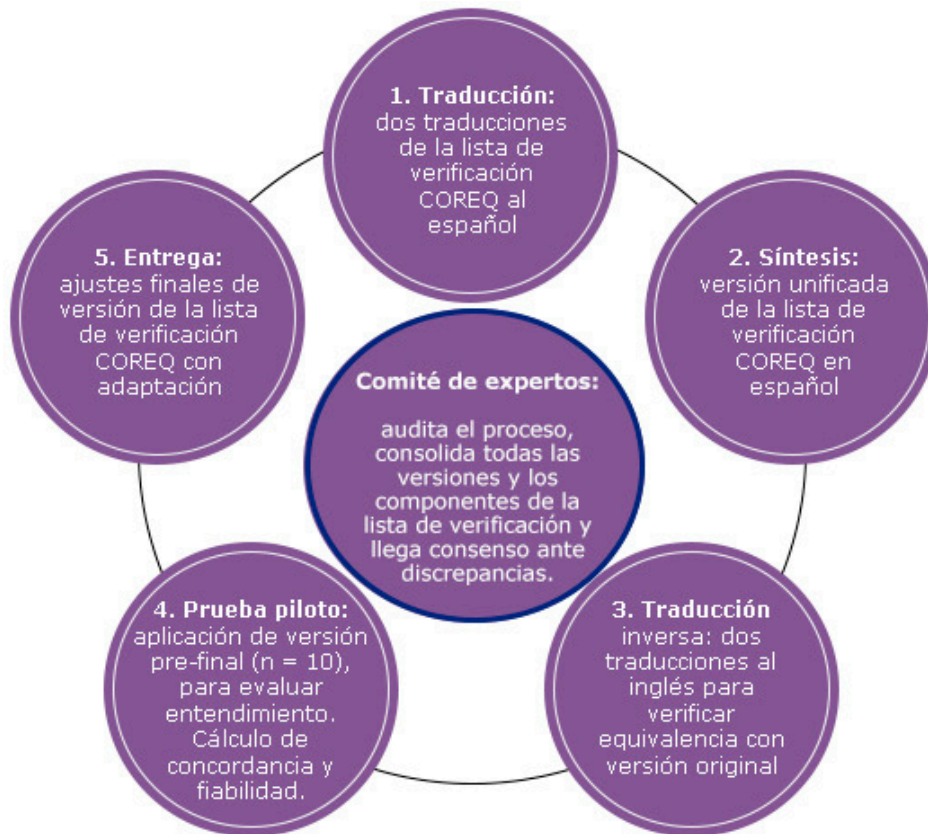 1. Traducción:
dos traducciones
de la lista de
verificación
COREQ al
español
2. Síntesis:
versión unificada
de la lista de
verificación
COREQ en
español
3. Traducción
inversa: dos
traducciones al
inglés para
verificar
equivalencia con
versión original
4. Prueba piloto:
aplicación de versión
pre-final (n = 10),
para evaluar
entendimiento.
Cálculo de
concordancia y
fiabilidad.
5. Entrega:
ajustes finales de
versión de la lista
de verificación
COREQ con
adaptación
Comité de expertos:
audita el proceso,
consolida todas las
versiones y los
componentes de la
lista de verificación y
llega consenso ante
discrepancias.